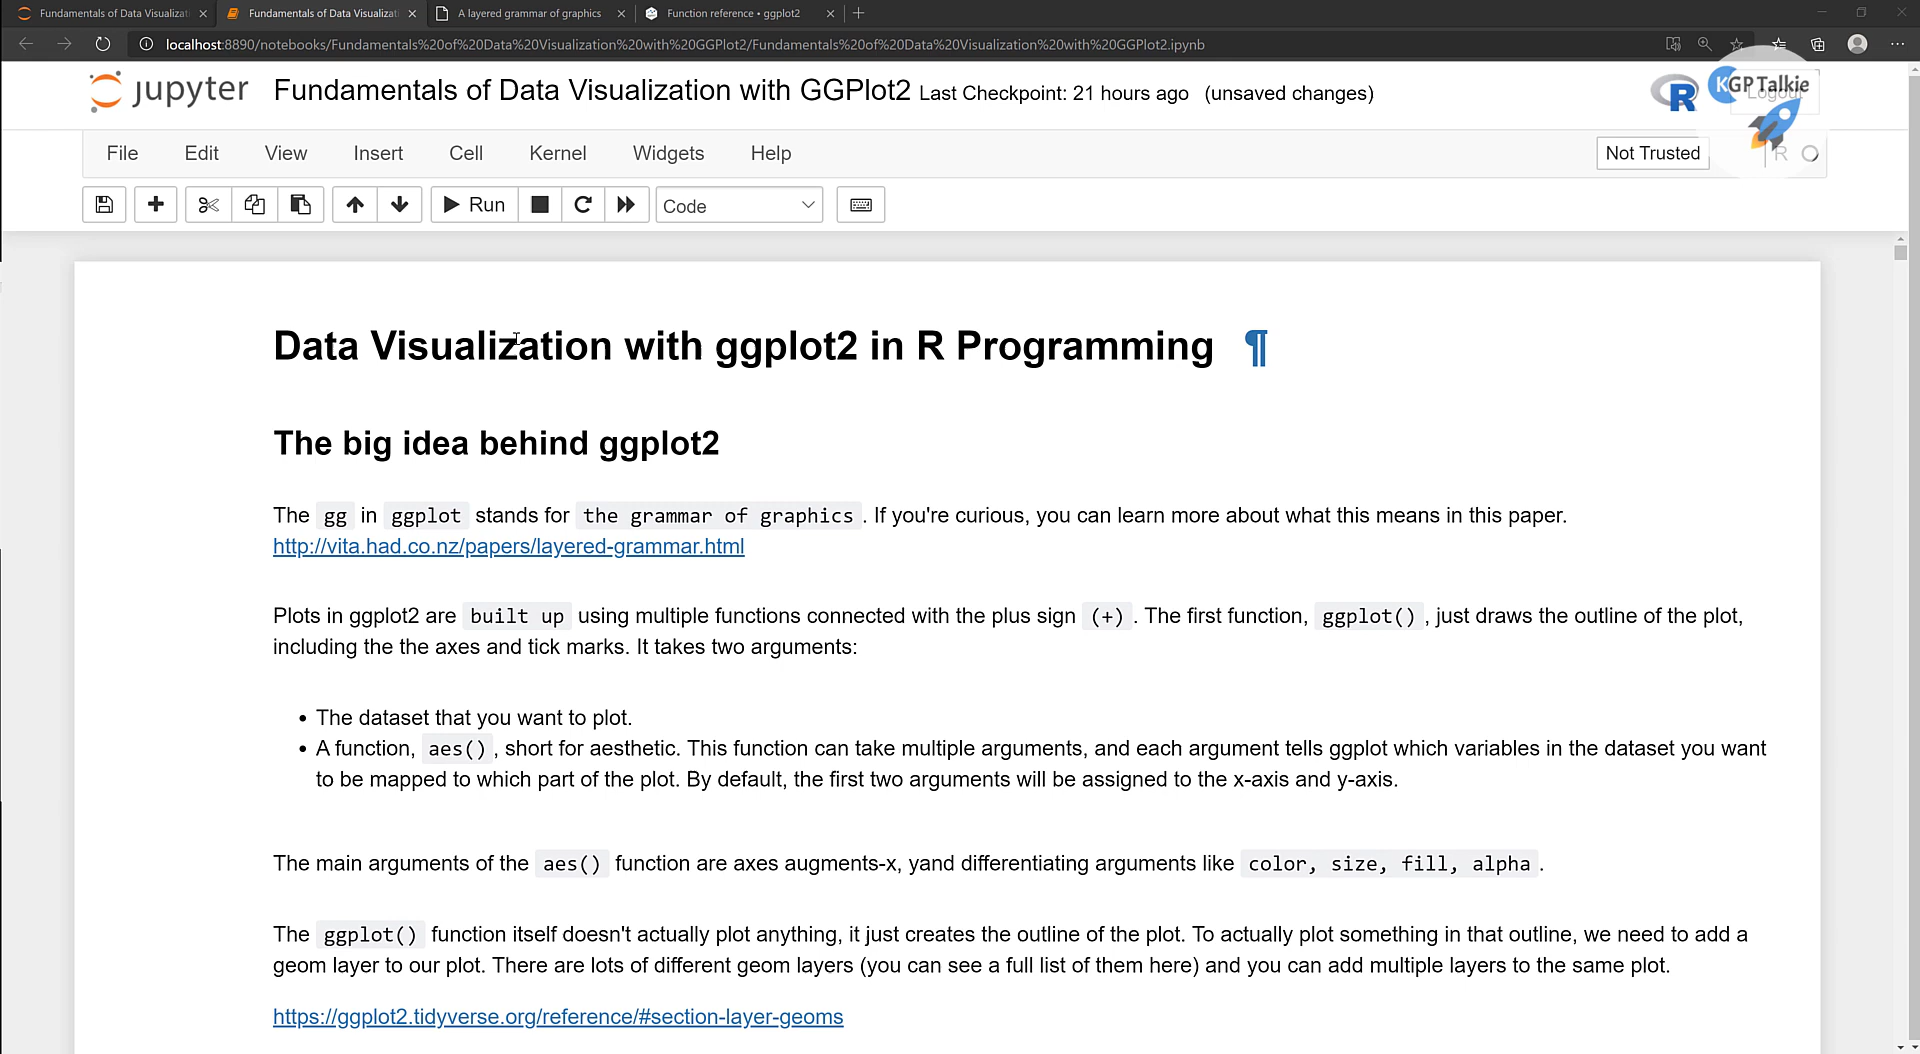 Fundamentals of Data Visualizati
Fundamentals of Data Visualizati
A layered grammar of graphics
Function reference • ggplot2
localhost:8890/notebooks/Fundamentals%20of%20Data%20Visualization%20with%20GGPlot2/Fundamentals%20of%20Data%20Visualization%20with%20GGPlot2.ipynb
jupyter Fundamentals of Data Visualization with GGPlot2 Last Checkpoint: 21 hours ago (unsaved changes)
R
KGPTalkie
Logout
File Edit View Insert Cell Kernel Widgets Help Not Trusted R
Run Code
Data Visualization with ggplot2 in R Programming ¶
The big idea behind ggplot2
The gg in ggplot stands for the grammar of graphics . If you're curious, you can learn more about what this means in this paper.
http://vita.had.co.nz/papers/layered-grammar.html
Plots in ggplot2 are built up using multiple functions connected with the plus sign (+) . The first function, ggplot() , just draws the outline of the plot,
including the the axes and tick marks. It takes two arguments:
• The dataset that you want to plot.
• A function, aes() , short for aesthetic. This function can take multiple arguments, and each argument tells ggplot which variables in the dataset you want
to be mapped to which part of the plot. By default, the first two arguments will be assigned to the x-axis and y-axis.
The main arguments of the aes() function are axes augments-x, yand differentiating arguments like color, size, fill, alpha .
The ggplot() function itself doesn't actually plot anything, it just creates the outline of the plot. To actually plot something in that outline, we need to add a
geom layer to our plot. There are lots of different geom layers (you can see a full list of them here) and you can add multiple layers to the same plot.
https://ggplot2.tidyverse.org/reference/#section-layer-geoms